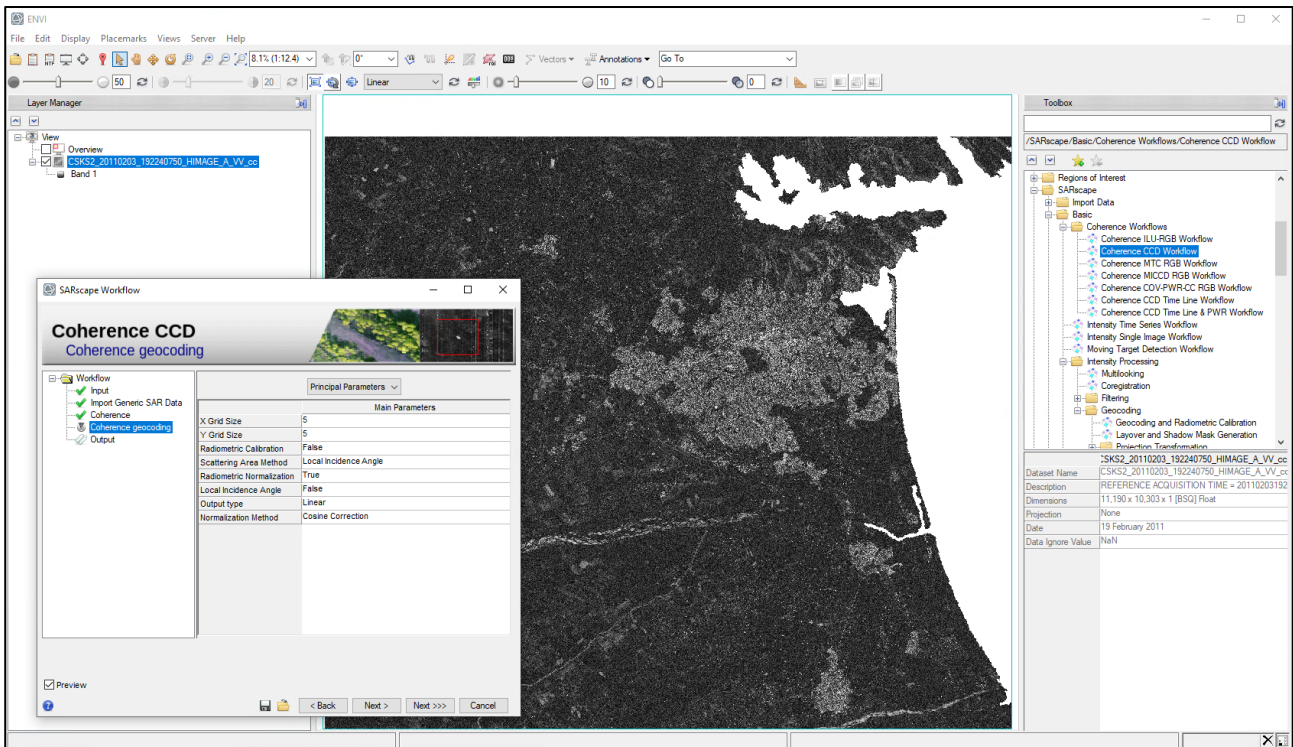 ENVI
File Edit Display Placemarks Views Server Help
8.1% (1:12.4) 0° Vectors Annotations Go To
50 20 Linear 10 0
Layer Manager
View
Overview
CSKS2_20110203_192240750_HIMAGE_A_VV_cc
Band 1
SARscape Workflow
Coherence CCD
Coherence geocoding
Workflow
Input
Import Generic SAR Data
Coherence
Coherence geocoding
Output
Principal Parameters
Main Parameters
X Grid Size 5
Y Grid Size 5
Radiometric Calibration False
Scattering Area Method Local Incidence Angle
Radiometric Normalization True
Local Incidence Angle False
Output type Linear
Normalization Method Cosine Correction
Preview
< Back Next > Next >>> Cancel
Toolbox
/SARscape/Basic/Coherence Workflows/Coherence CCD Workflow
Regions of Interest
SARscape
Import Data
Basic
Coherence Workflows
Coherence ILU-RGB Workflow
Coherence CCD Workflow
Coherence MTC RGB Workflow
Coherence MICCD RGB Workflow
Coherence COV-PWR-CC RGB Workflow
Coherence CCD Time Line Workflow
Coherence CCD Time Line & PWR Workflow
Intensity Time Series Workflow
Intensity Single Image Workflow
Moving Target Detection Workflow
Intensity Processing
Multilooking
Coregistration
Filtering
Geocoding
Geocoding and Radiometric Calibration
Layover and Shadow Mask Generation
Projection Transformation
:SKS2_20110203_192240750_HIMAGE_A_VV_cc
Dataset Name CSKS2_20110203_192240750_HIMAGE_A_VV_cc
Description REFERENCE ACQUISITION TIME = 20110203192
Dimensions 11,190 x 10,303 x 1 [BSQ] Float
Projection None
Date 19 February 2011
Data Ignore Value NaN